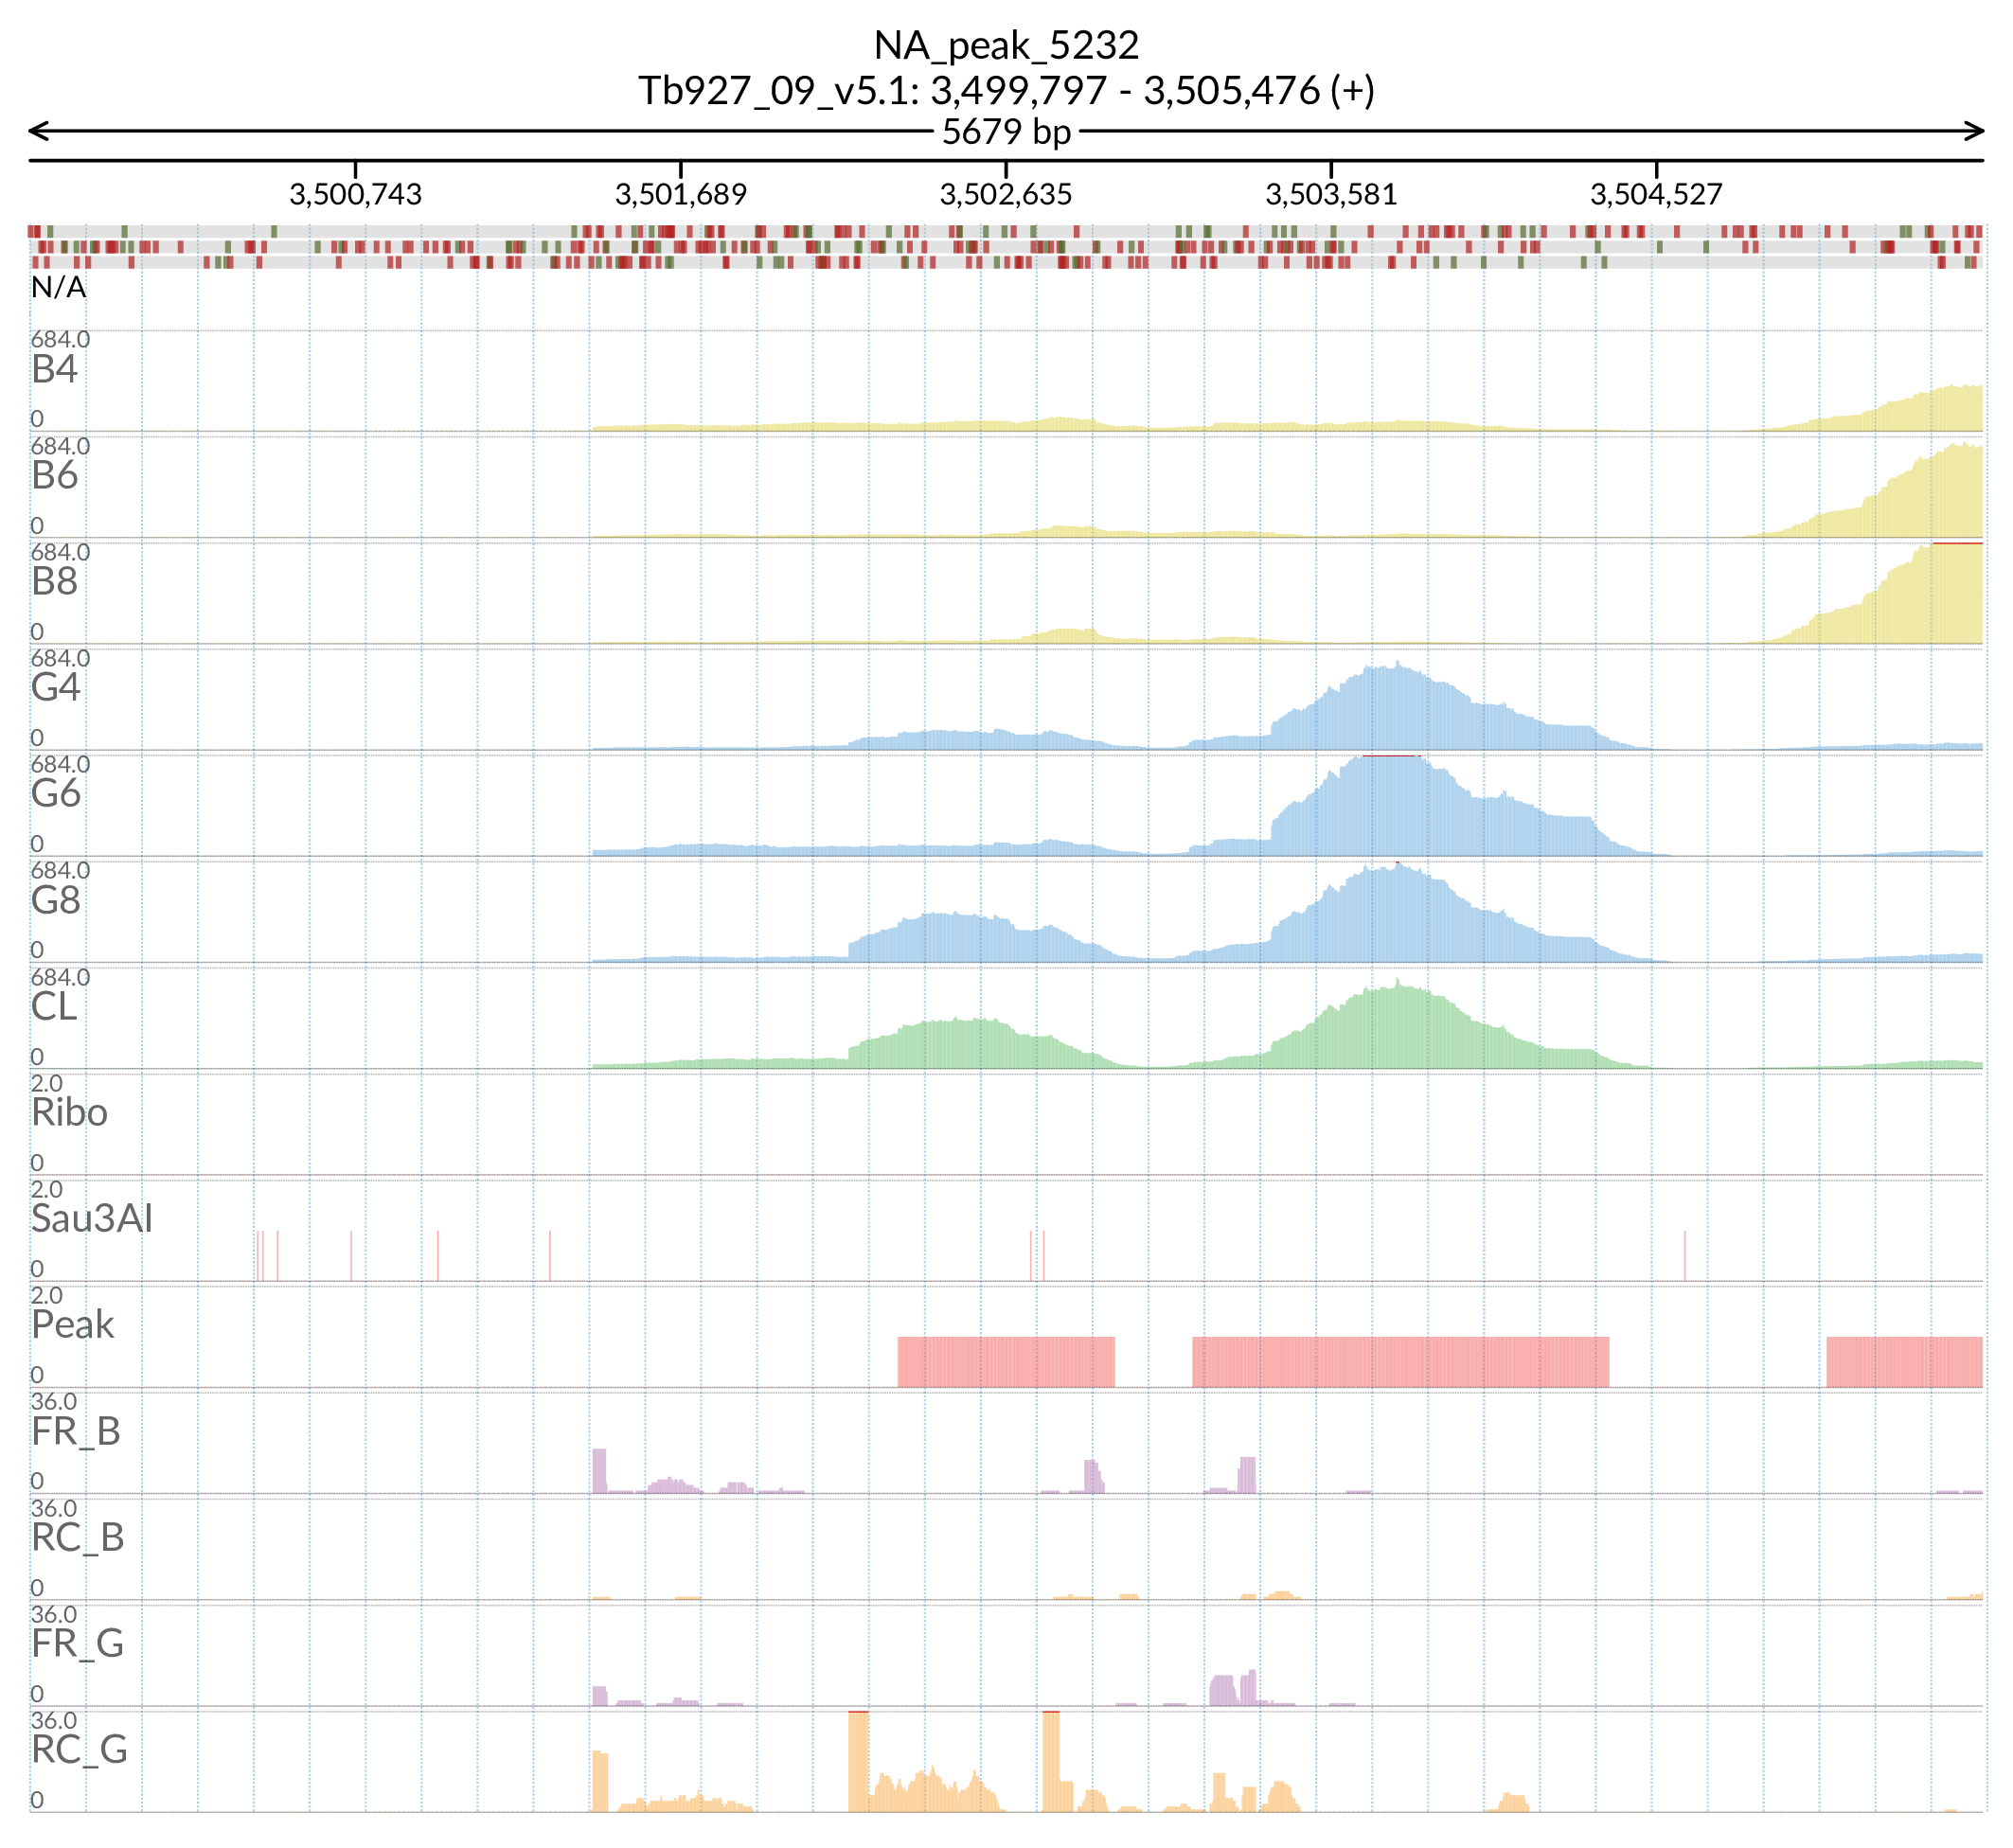 NA_peak_5232
Tb927_09_v5.1: 3,499,797 - 3,505,476 (+)
5679 bp
3,500,743 3,501,689 3,502,635 3,503,581 3,504,527
N/A
684.0
B4
0
684.0
B6
0
684.0
B8
0
684.0
G4
0
684.0
G6
0
684.0
G8
0
684.0
CL
0
2.0
Ribo
0
2.0
Sau3AI
0
2.0
Peak
0
36.0
FR_B
0
36.0
RC_B
0
36.0
FR_G
0
36.0
RC_G
0